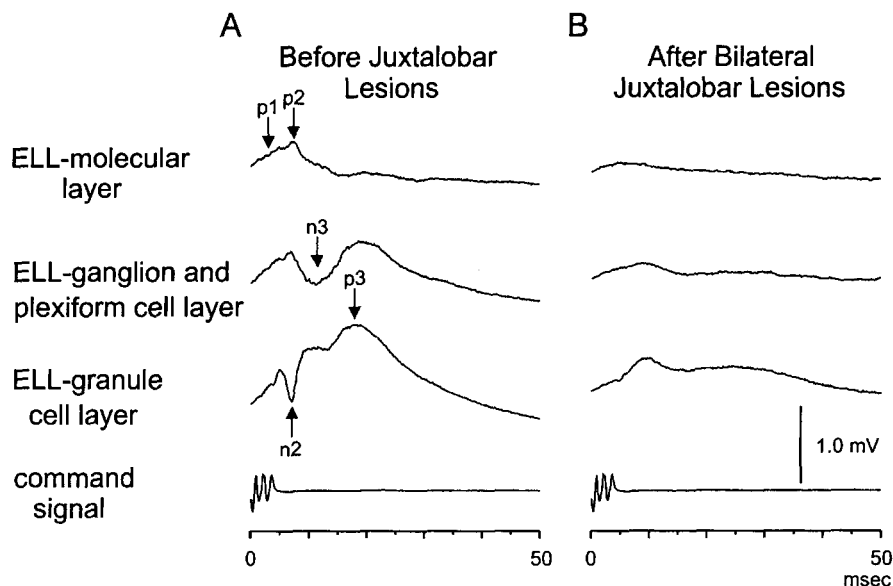 A
Before Juxtalobar
Lesions
B
After Bilateral
Juxtalobar Lesions
p1
p2
ELL-molecular
layer
n3
ELL-ganglion and
plexiform cell layer
p3
ELL-granule
cell layer
n2
1.0 mV
command
signal
0
50
0
50
msec